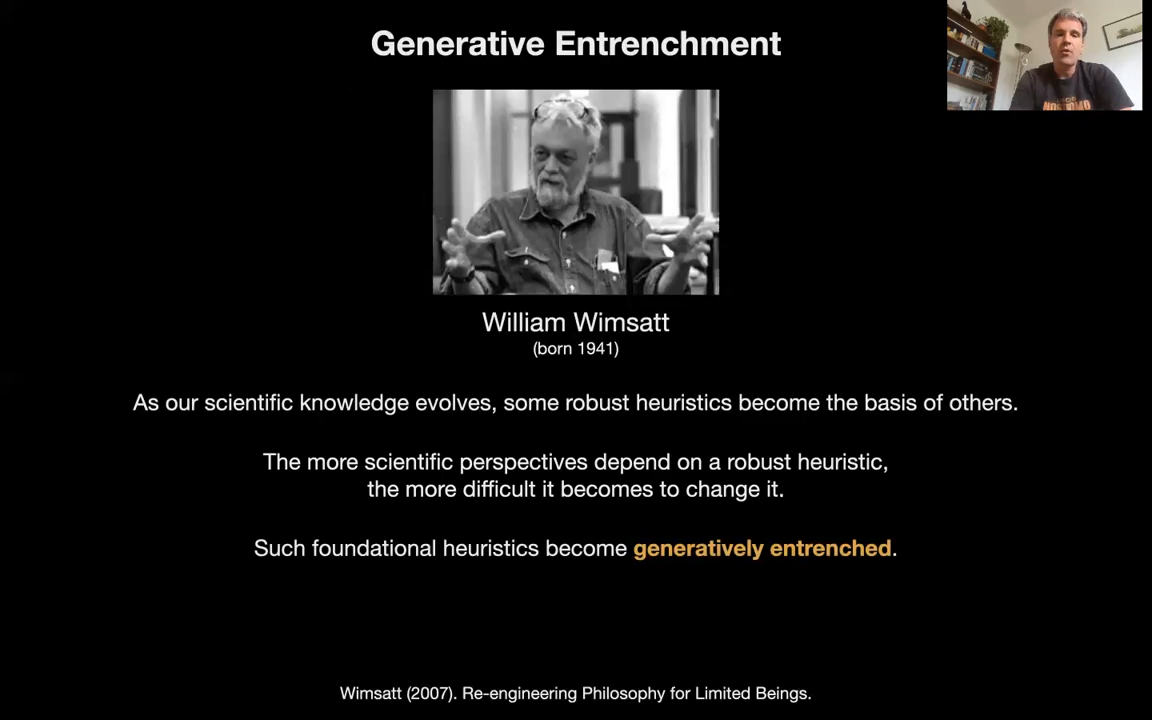 Generative Entrenchment
William Wimsatt
(born 1941)
As our scientific knowledge evolves, some robust heuristics become the basis of others.
The more scientific perspectives depend on a robust heuristic,
the more difficult it becomes to change it.
Such foundational heuristics become generatively entrenched.
Wimsatt (2007). Re-engineering Philosophy for Limited Beings.